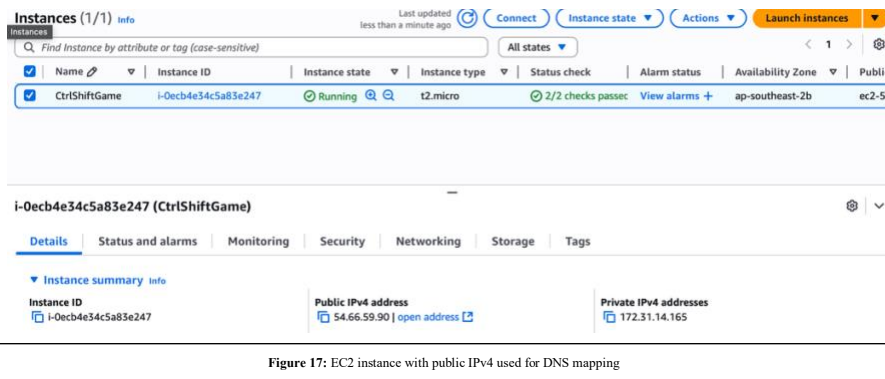 Instances (1/1) Info
Last updated
less than a minute ago
Connect
Instance state
Actions
Launch instances
Instances
Find Instance by attribute or tag (case-sensitive)
All states
1
Name
Instance ID
Instance state
Instance type
Status check
Alarm status
Availability Zone
Publi
CtrlShiftGame
i-0ecb4e34c5a83e247
Running
t2.micro
2/2 checks passec
View alarms +
ap-southeast-2b
ec2-5
i-0ecb4e34c5a83e247 (CtrlShiftGame)
Details
Status and alarms
Monitoring
Security
Networking
Storage
Tags
Instance summary Info
Instance ID
Public IPv4 address
Private IPv4 addresses
i-0ecb4e34c5a83e247
54.66.59.90 | open address
172.31.14.165
Figure 17: EC2 instance with public IPv4 used for DNS mapping